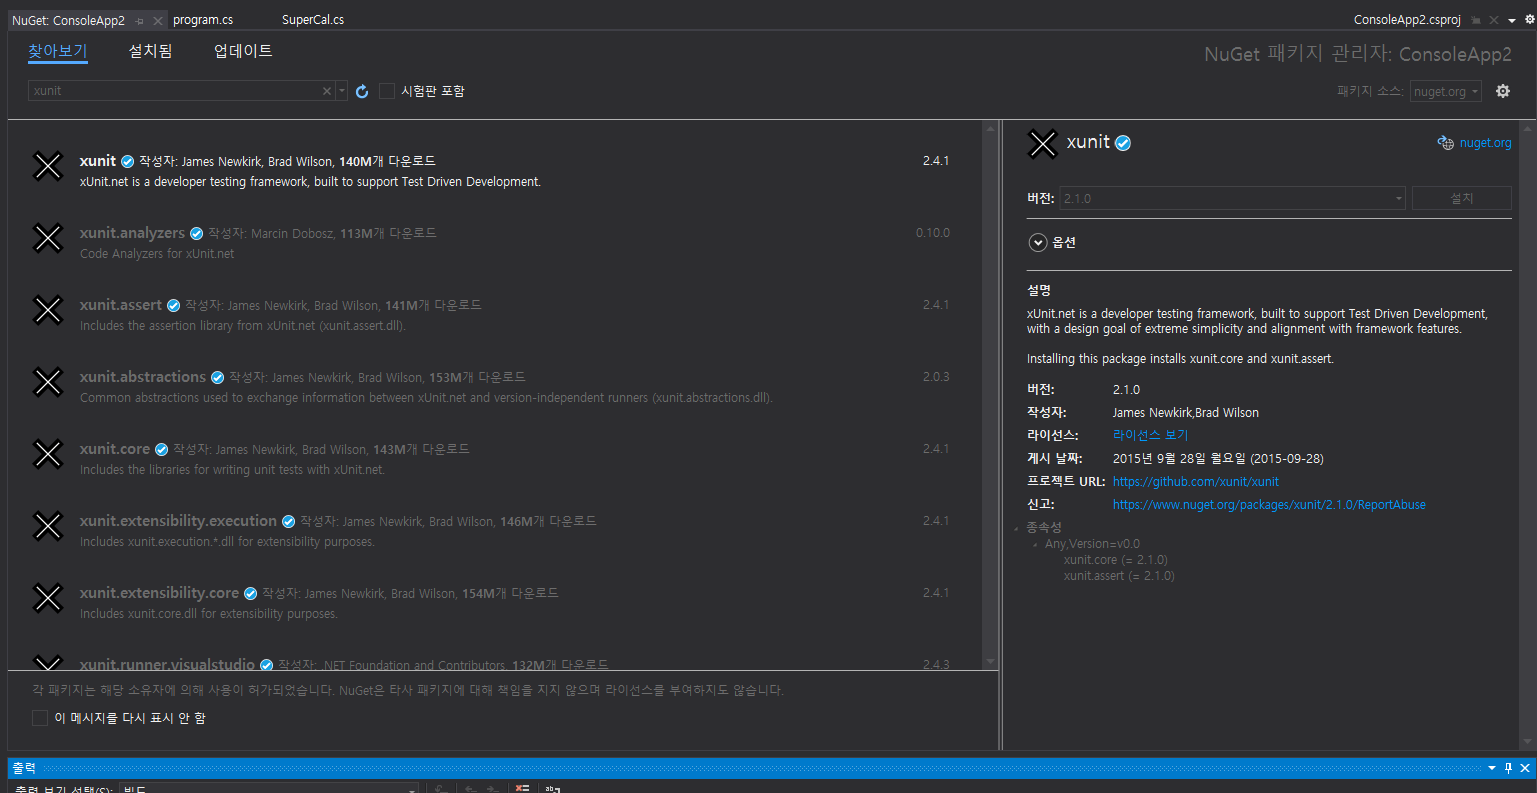 NuGet: ConsoleApp2
program.cs
SuperCal.cs
ConsoleApp2.csproj
찾아보기 설치됨 업데이트
NuGet 패키지 관리자: ConsoleApp2
xunit
시험판 포함
패키지 소스: nuget.org
xunit 작성자: James Newkirk, Brad Wilson, 140M개 다운로드 2.4.1
xUnit.net is a developer testing framework, built to support Test Driven Development.
xunit.analyzers 작성자: Marcin Dobosz, 113M개 다운로드 0.10.0
Code Analyzers for xUnit.net
xunit.assert 작성자: James Newkirk, Brad Wilson, 141M개 다운로드 2.4.1
Includes the assertion library from xUnit.net (xunit.assert.dll).
xunit.abstractions 작성자: James Newkirk, Brad Wilson, 153M개 다운로드 2.0.3
Common abstractions used to exchange information between xUnit.net and version-independent runners (xunit.abstractions.dll).
xunit.core 작성자: James Newkirk, Brad Wilson, 143M개 다운로드 2.4.1
Includes the libraries for writing unit tests with xUnit.net.
xunit.extensibility.execution 작성자: James Newkirk, Brad Wilson, 146M개 다운로드 2.4.1
Includes xunit.execution.*.dll for extensibility purposes.
xunit.extensibility.core 작성자: James Newkirk, Brad Wilson, 154M개 다운로드 2.4.1
Includes xunit.core.dll for extensibility purposes.
xunit.runner.visualstudio 작성자: .NET Foundation and Contributors, 132M개 다운로드 2.4.3
각 패키지는 해당 소유자에 의해 사용이 허가되었습니다. NuGet은 타사 패키지에 대해 책임을 지지 않으며 라이선스를 부여하지도 않습니다.
이 메시지를 다시 표시 안 함
xunit
nuget.org
버전: 2.1.0 설치
옵션
설명
xUnit.net is a developer testing framework, built to support Test Driven Development,
with a design goal of extreme simplicity and alignment with framework features.
Installing this package installs xunit.core and xunit.assert.
버전: 2.1.0
작성자: James Newkirk,Brad Wilson
라이선스: 라이선스 보기
게시 날짜: 2015년 9월 28일 월요일 (2015-09-28)
프로젝트 URL: https://github.com/xunit/xunit
신고: https://www.nuget.org/packages/xunit/2.1.0/ReportAbuse
종속성
Any,Version=v0.0
xunit.core (= 2.1.0)
xunit.assert (= 2.1.0)
출력
출력 보기 선택(S): 빌드